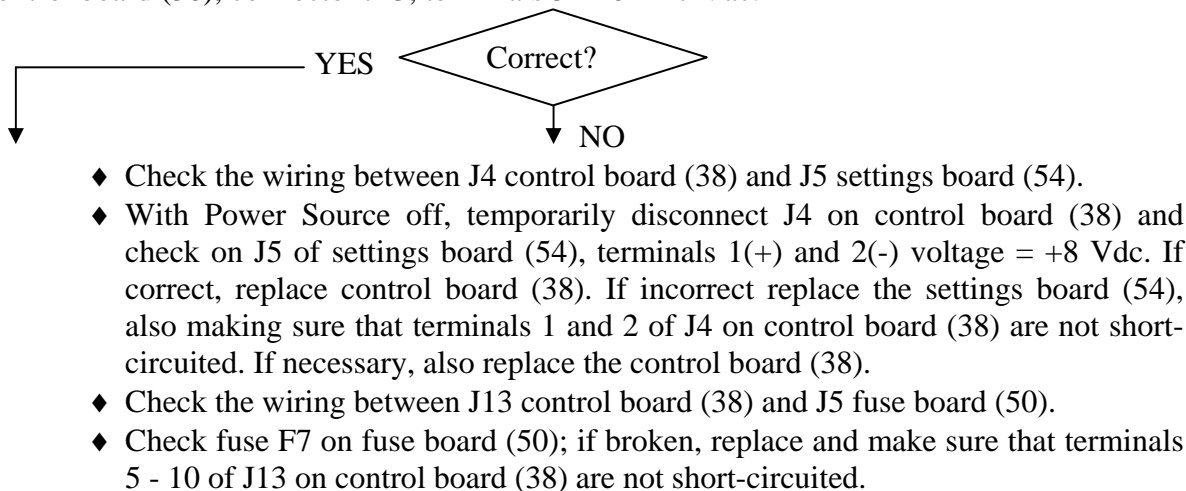 YES
Correct?
NO
♦ Check the wiring between J4 control board (38) and J5 settings board (54).
♦ With Power Source off, temporarily disconnect J4 on control board (38) and
check on J5 of settings board (54), terminals 1(+) and 2(-) voltage = +8 Vdc. If
correct, replace control board (38). If incorrect replace the settings board (54),
also making sure that terminals 1 and 2 of J4 on control board (38) are not short-
circuited. If necessary, also replace the control board (38).
♦ Check the wiring between J13 control board (38) and J5 fuse board (50).
♦ Check fuse F7 on fuse board (50); if broken, replace and make sure that terminals
5 - 10 of J13 on control board (38) are not short-circuited.